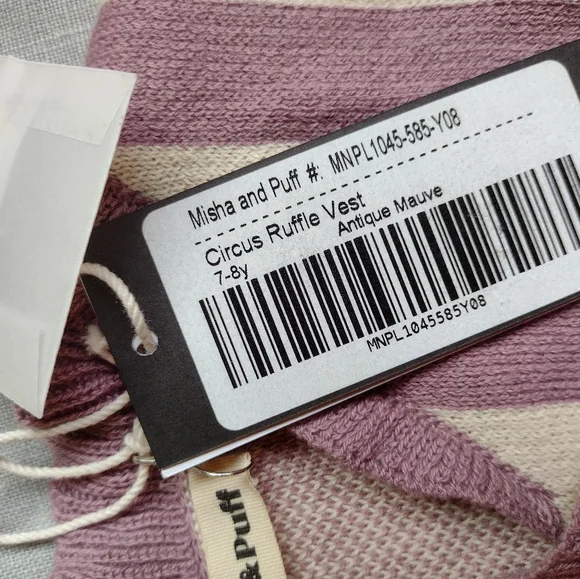 Misha and Puff #: MNPL1045-585-Y08
Circus Ruffle Vest
7-8y Antique Mauve
MNPL1045585Y08
& Puff